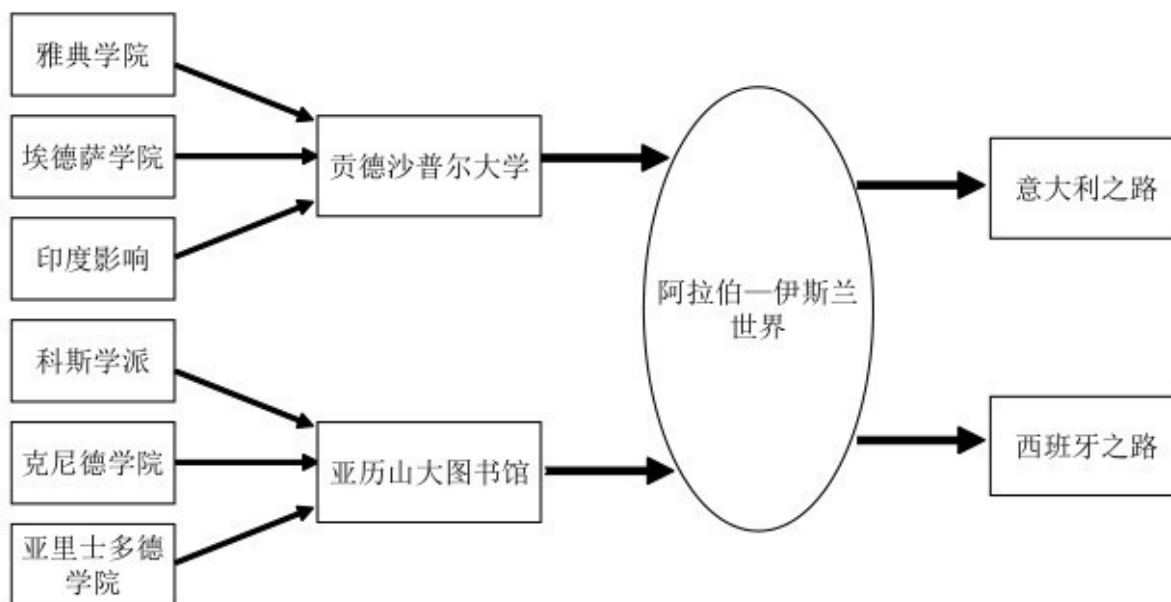 雅典学院
埃德萨学院
印度影响
科斯学派
克尼德学院
亚里士多德
学院
贡德沙普尔大学
亚历山大图书馆
阿拉伯—伊斯兰
世界
意大利之路
西班牙之路